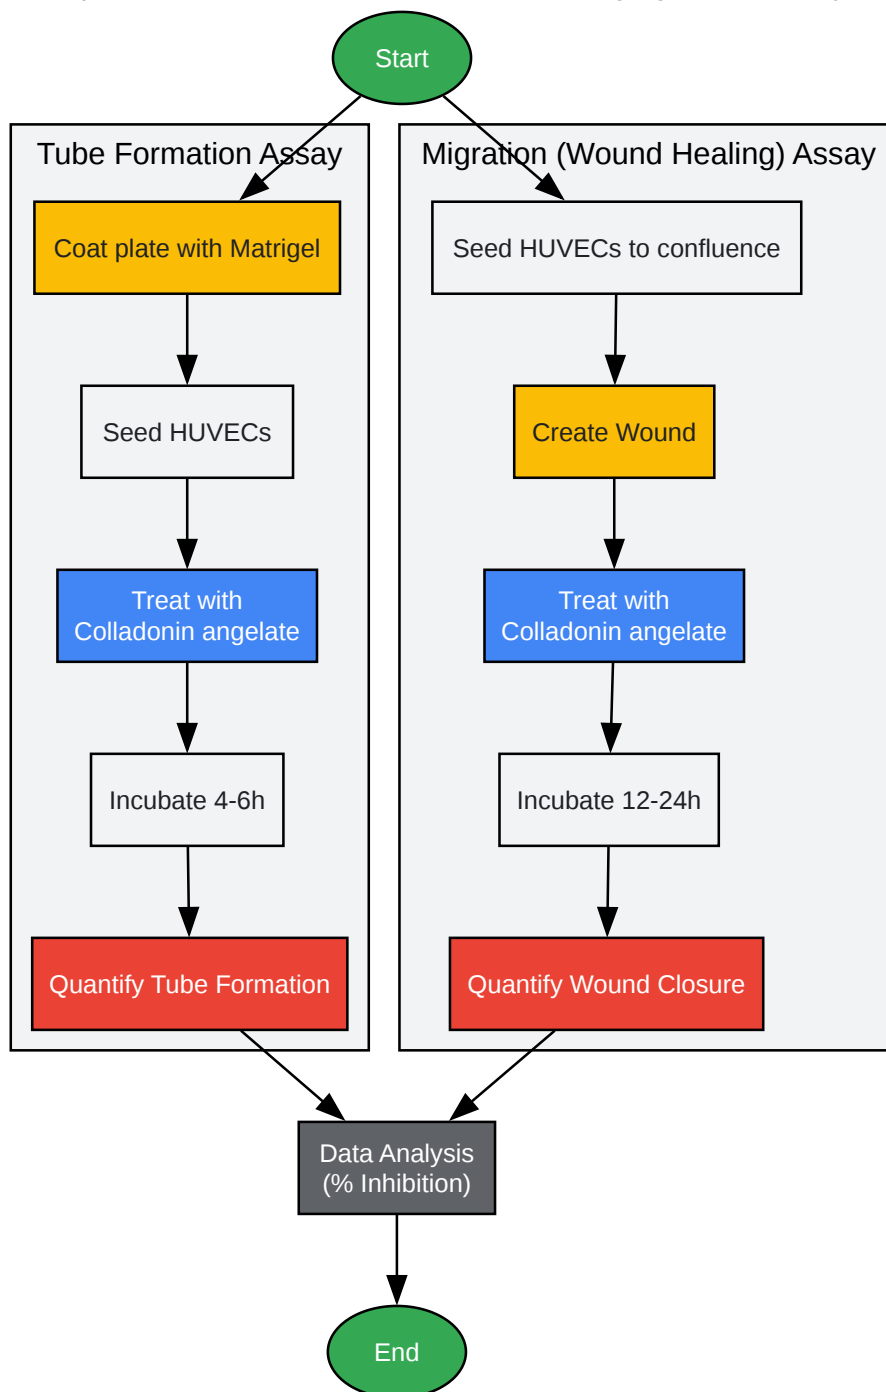 Start
Tube Formation Assay
Coat plate with Matrigel
Seed HUVECs
Treat with
Colladonin angelate
Incubate 4-6h
Quantify Tube Formation
Migration (Wound Healing) Assay
Seed HUVECs to confluence
Create Wound
Treat with
Colladonin angelate
Incubate 12-24h
Quantify Wound Closure
Data Analysis
(% Inhibition)
End